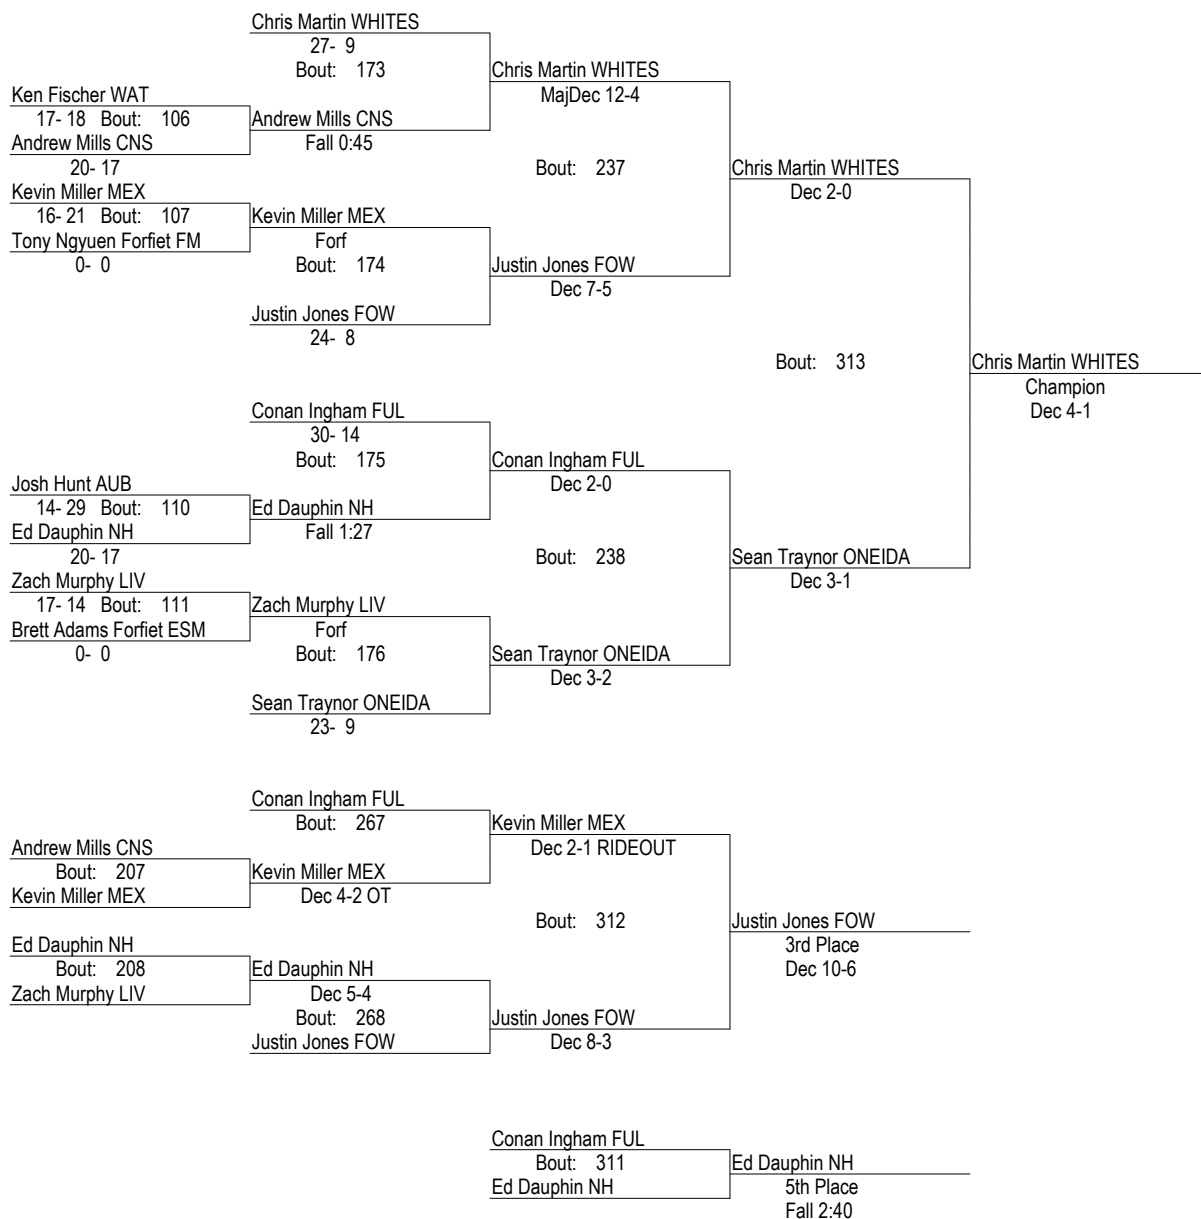 Chris Martin WHITES
27- 9
Bout: 173
Chris Martin WHITES
MajDec 12-4
Ken Fischer WAT
17- 18 Bout: 106
Andrew Mills CNS
Fall 0:45
Andrew Mills CNS
20- 17
Bout: 237
Chris Martin WHITES
Dec 2-0
Kevin Miller MEX
16- 21 Bout: 107
Kevin Miller MEX
Forf
Tony Ngyuen Forfiet FM
0- 0
Bout: 174
Justin Jones FOW
Dec 7-5
Justin Jones FOW
24- 8
Bout: 313
Chris Martin WHITES
Champion
Dec 4-1
Conan Ingham FUL
30- 14
Bout: 175
Conan Ingham FUL
Dec 2-0
Josh Hunt AUB
14- 29 Bout: 110
Ed Dauphin NH
Fall 1:27
Ed Dauphin NH
20- 17
Bout: 238
Sean Traynor ONEIDA
Dec 3-1
Zach Murphy LIV
17- 14 Bout: 111
Zach Murphy LIV
Forf
Brett Adams Forfiet ESM
0- 0
Bout: 176
Sean Traynor ONEIDA
Dec 3-2
Sean Traynor ONEIDA
23- 9
Conan Ingham FUL
Bout: 267
Kevin Miller MEX
Dec 2-1 RIDEOUT
Andrew Mills CNS
Bout: 207
Kevin Miller MEX
Dec 4-2 OT
Kevin Miller MEX
Bout: 312
Justin Jones FOW
3rd Place
Dec 10-6
Ed Dauphin NH
Bout: 208
Ed Dauphin NH
Dec 5-4
Zach Murphy LIV
Bout: 268
Justin Jones FOW
Dec 8-3
Justin Jones FOW
Conan Ingham FUL
Bout: 311
Ed Dauphin NH
5th Place
Fall 2:40
Ed Dauphin NH